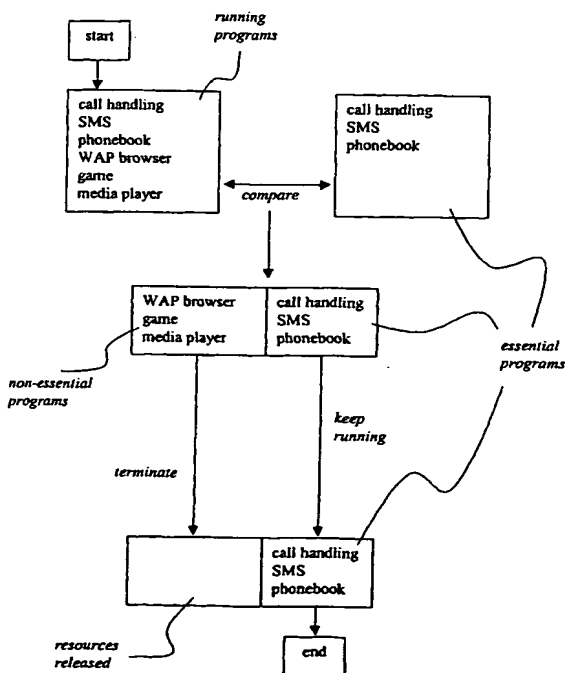 running
programs
start
call handling
SMS
phonebook
WAP browser
game
media player
call handling
SMS
phonebook
compare
WAP browser
game
media player
call handling
SMS
phonebook
essential
programs
non-essential
programs
keep
running
terminate
call handling
SMS
phonebook
resources
released
end